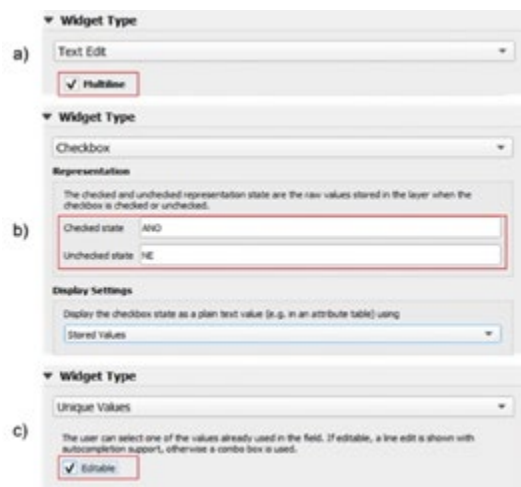 Widget Type
a)
Text Edit
Multiline
Widget Type
Checkbox
Representation
The checked and unchecked representation state are the raw values stored in the layer when the
checkbox is checked or unchecked.
b)
Checked state ANO
Unchecked state NE
Display Settings
Display the checkbox state as a plain text value (e.g. in an attribute table) using
Stored Values
Widget Type
Unique Values
c)
The user can select one of the values already used in the field. If editable, a line edit is shown with
autocompletion support, otherwise a combo box is used.
Editable